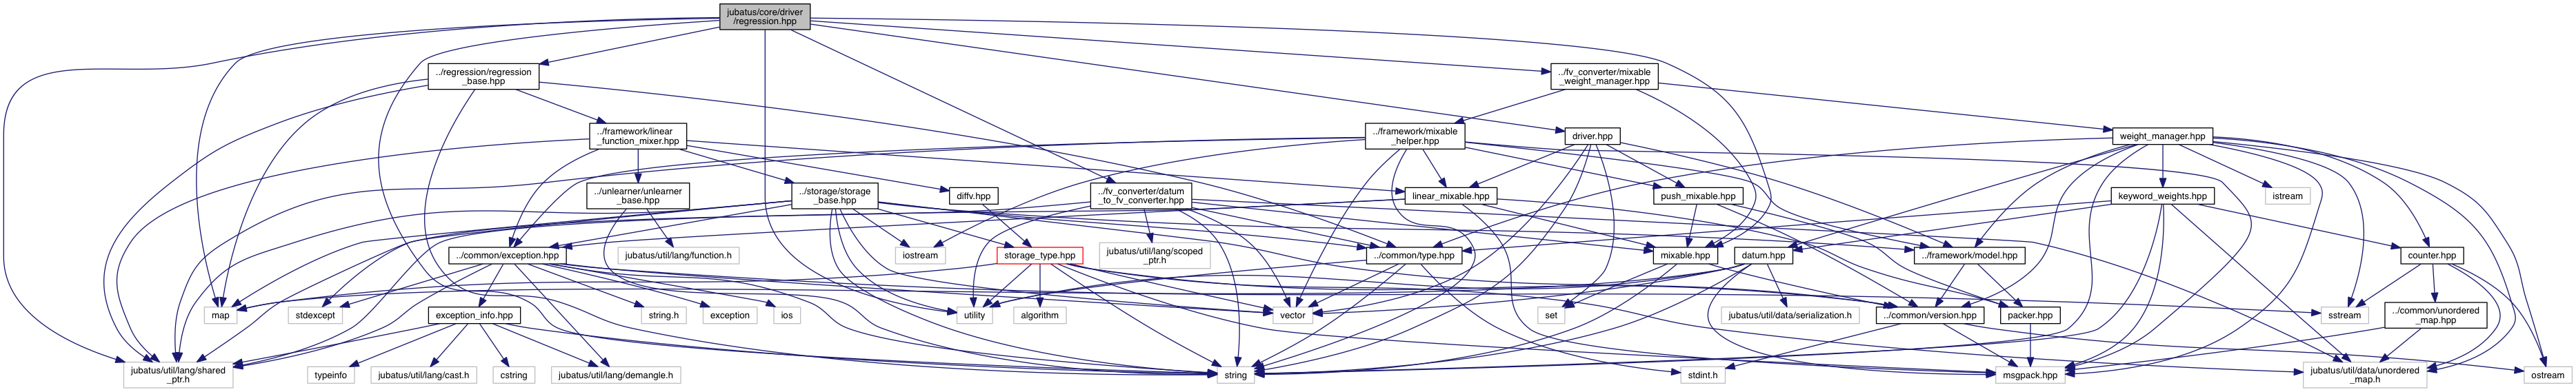 jubatus/core/driver
/regression.hpp
../regression/regression
_base.hpp
../fv_converter/mixable
_weight_manager.hpp
../framework/linear
_function_mixer.hpp
../framework/mixable
_helper.hpp
driver.hpp
weight_manager.hpp
../unlearner/unlearner
_base.hpp
../storage/storage
_base.hpp
diffv.hpp
../fv_converter/datum
_to_fv_converter.hpp
linear_mixable.hpp
push_mixable.hpp
keyword_weights.hpp
istream
../common/exception.hpp
jubatus/util/lang/function.h
iostream
storage_type.hpp
jubatus/util/lang/scoped
_ptr.h
../common/type.hpp
mixable.hpp
datum.hpp
../framework/model.hpp
counter.hpp
map
stdexcept
exception_info.hpp
string.h
exception
ios
utility
algorithm
vector
set
jubatus/util/data/serialization.h
../common/version.hpp
packer.hpp
sstream
../common/unordered
_map.hpp
jubatus/util/lang/shared
_ptr.h
typeinfo
jubatus/util/lang/cast.h
cstring
jubatus/util/lang/demangle.h
string
stdint.h
msgpack.hpp
jubatus/util/data/unordered
_map.h
ostream